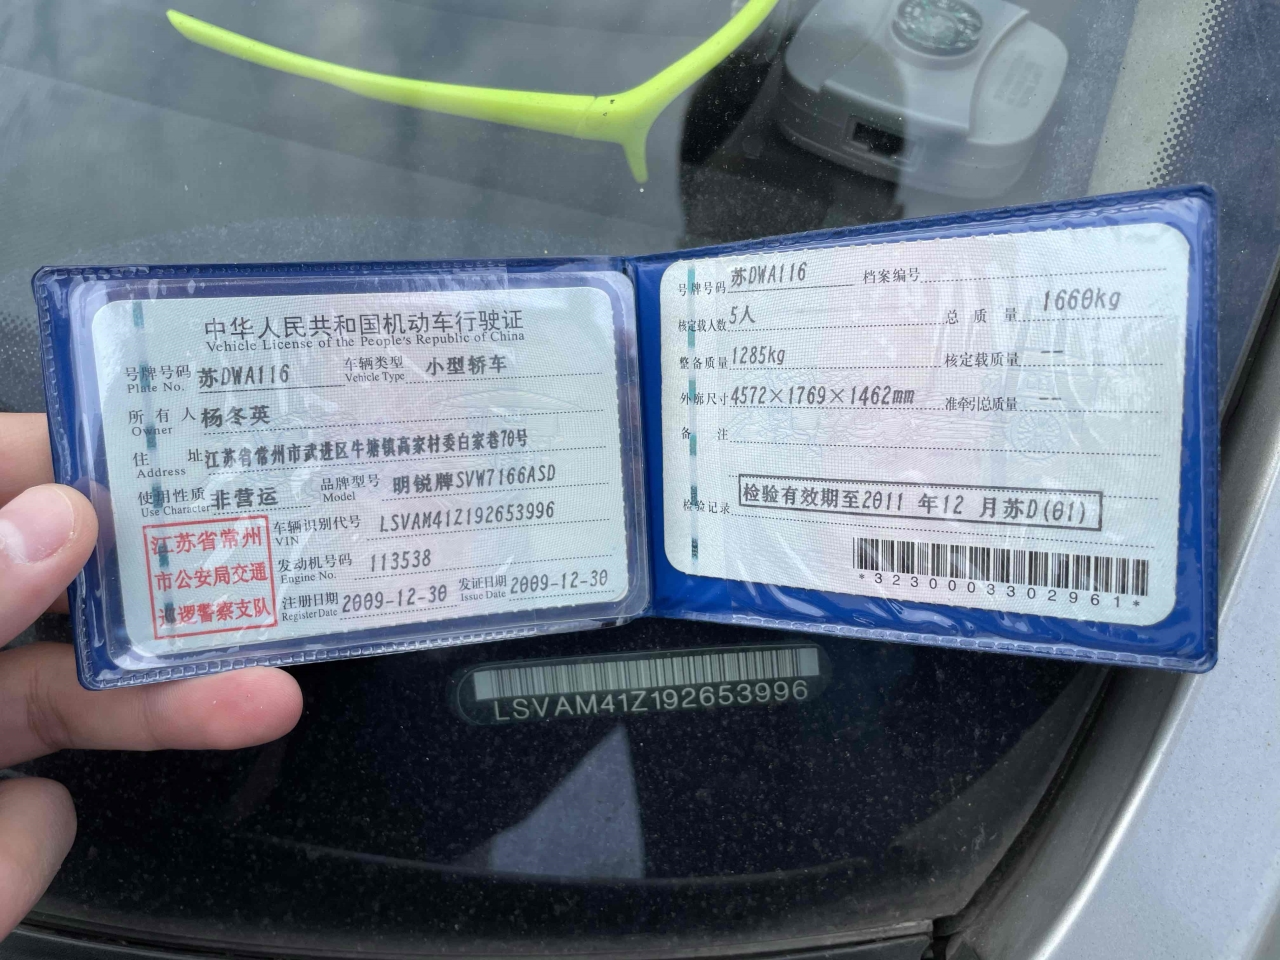 中华人民共和国机动车行驶证
Vehicle License of the People's Republic of China
号牌号码 苏DWA116 车辆类型 小型轿车
Plate No. Vehicle Type
所有人 杨冬英
Owner
住址 江苏省常州市武进区牛塘镇高家村委白家巷70号
Address
使用性质 非营运 品牌型号 明锐牌SVW7166ASD
Use Character Model
江苏省常州
市公安局交通
巡逻警察支队
车辆识别代号 LSVAM41Z192653996
VIN
发动机号码 113538
Engine No.
注册日期 2009-12-30 发证日期 2009-12-30
Register Date Issue Date
号牌号码 苏DWA116 档案编号
核定载人数 5人 总质量 1660kg
整备质量 1285kg 核定载质量 --
外廓尺寸 4572×1769×1462mm 准牵引总质量 --
备注
检验记录 检验有效期至2011 年12 月苏D(01)
*3230003302961*
LSVAM41Z192653996